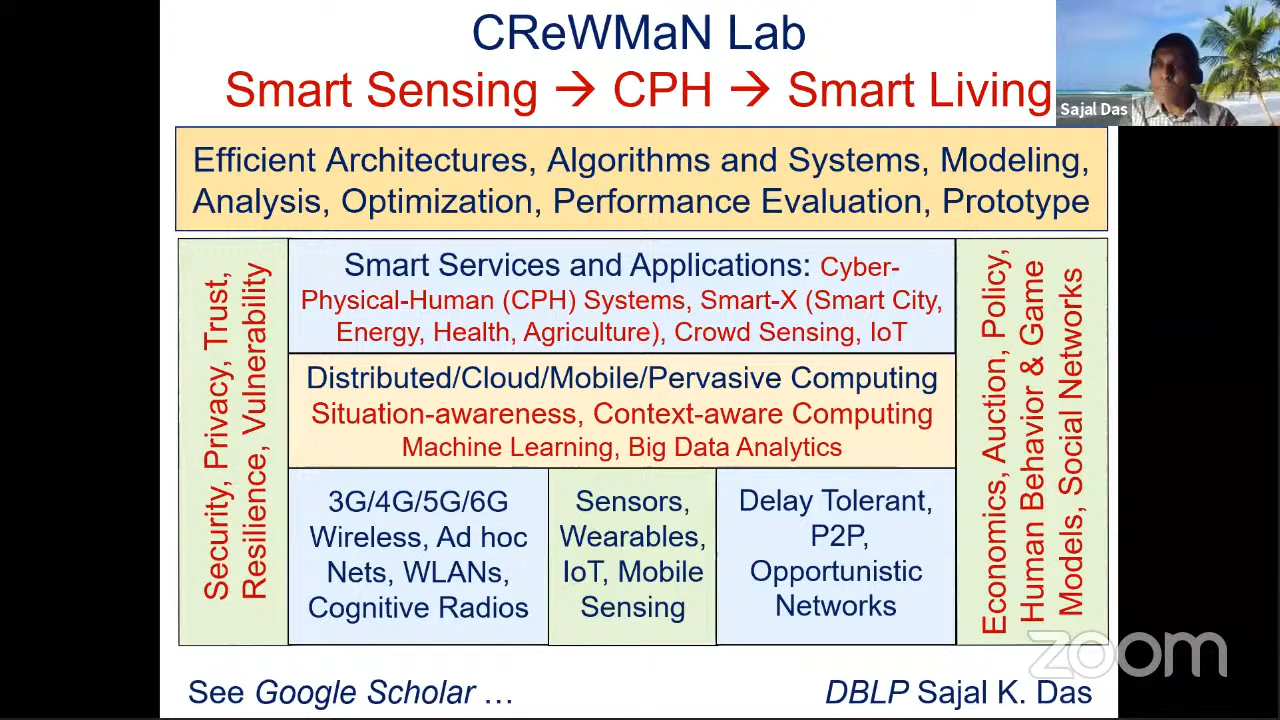 CReWMaN Lab
Smart Sensing → CPH → Smart Living
Sajal Das
Efficient Architectures, Algorithms and Systems, Modeling,
Analysis, Optimization, Performance Evaluation, Prototype
Security, Privacy, Trust,
Resilience, Vulnerability
Smart Services and Applications: Cyber-
Physical-Human (CPH) Systems, Smart-X (Smart City,
Energy, Health, Agriculture), Crowd Sensing, IoT
Distributed/Cloud/Mobile/Pervasive Computing
Situation-awareness, Context-aware Computing
Machine Learning, Big Data Analytics
3G/4G/5G/6G
Wireless, Ad hoc
Nets, WLANs,
Cognitive Radios
Sensors,
Wearables,
IoT, Mobile
Sensing
Delay Tolerant,
P2P,
Opportunistic
Networks
Economics, Auction, Policy,
Human Behavior & Game
Models, Social Networks
zoom
See Google Scholar …
DBLP Sajal K. Das